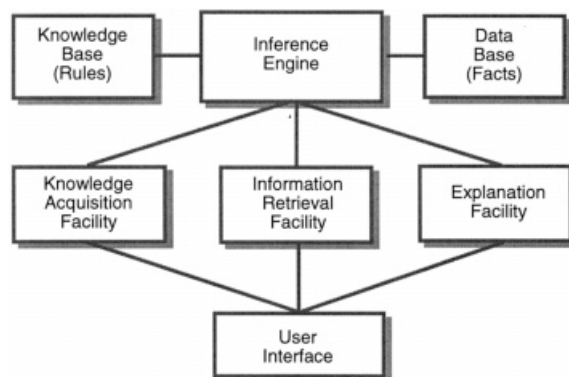 Knowledge
Base
(Rules)
Inference
Engine
Data
Base
(Facts)
Knowledge
Acquisition
Facility
Information
Retrieval
Facility
Explanation
Facility
User
Interface